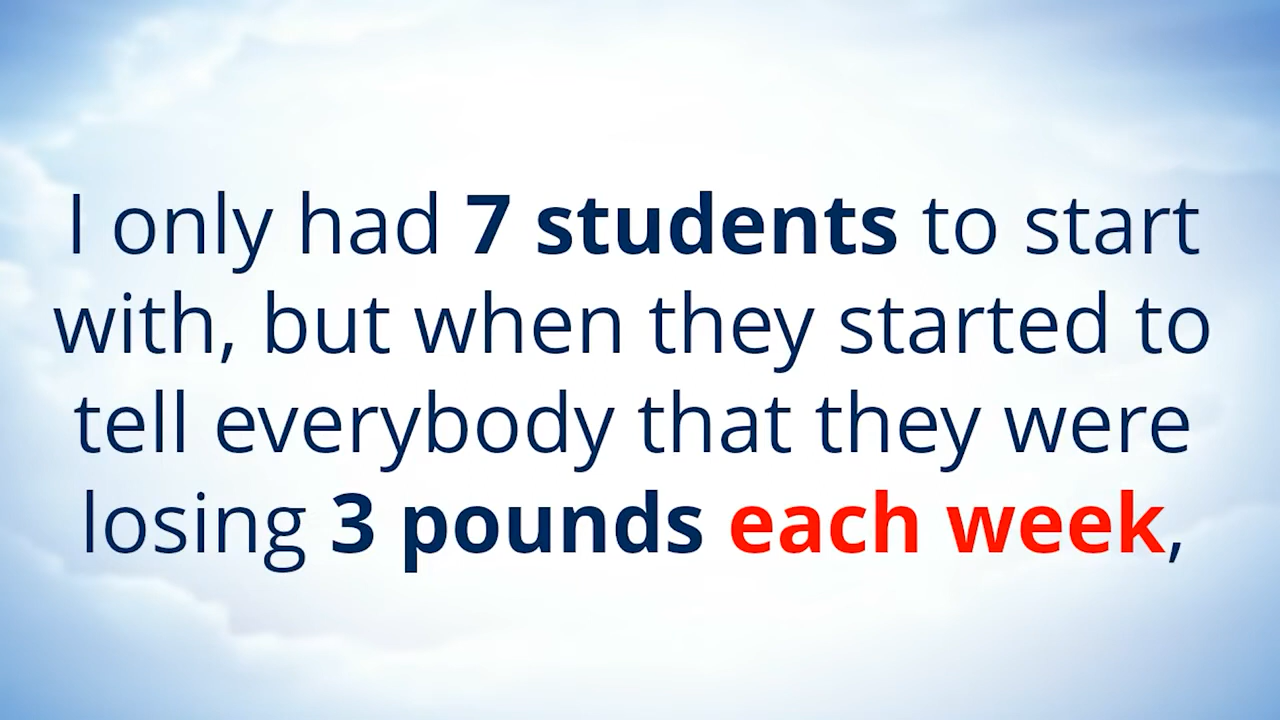 I only had 7 students to start
with, but when they started to
tell everybody that they were
losing 3 pounds each week,